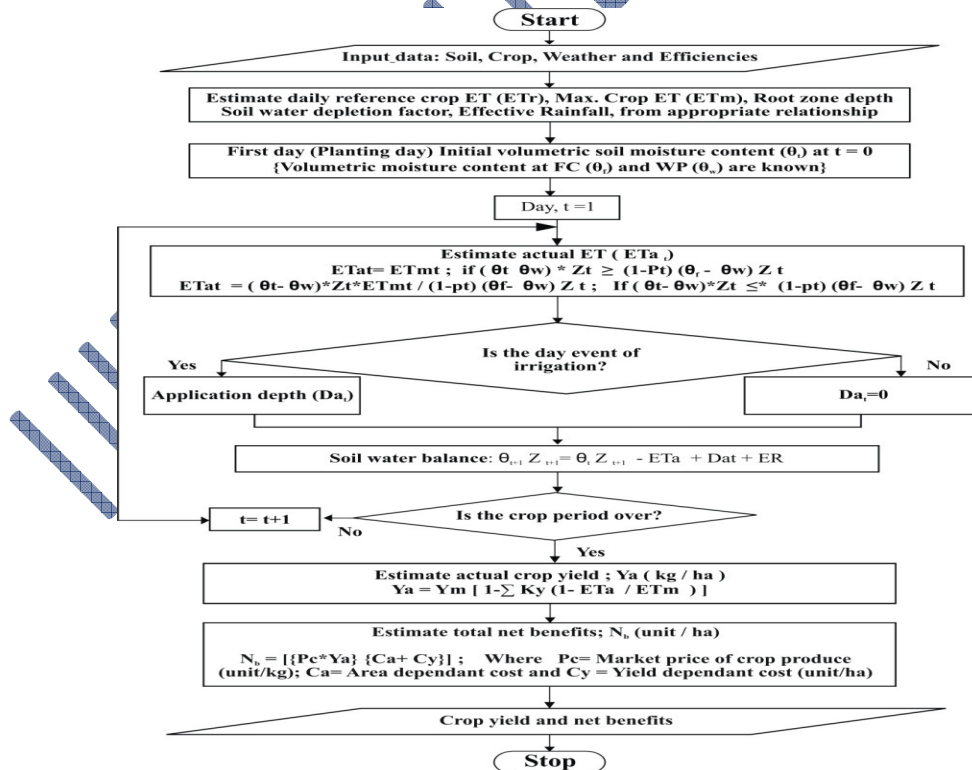 Start
Input_data: Soil, Crop, Weather and Efficiencies
Estimate daily reference crop ET (ETr), Max. Crop ET (ETm), Root zone depth
Soil water depletion factor, Effective Rainfall, from appropriate relationship
First day (Planting day) Initial volumetric soil moisture content (θₜ) at t = 0
{Volumetric moisture content at FC (θf) and WP (θw) are known}
Day, t =1
Estimate actual ET ( ETa ₜ)
ETat= ETmt ; if ( θt θw) * Zt ≥ (1-Pt) (θf - θw) Z t
ETat = ( θt- θw)*Zt*ETmt / (1-pt) (θf- θw) Z t ; If ( θt- θw)*Zt ≤* (1-pt) (θf- θw) Z t
Is the day event of
irrigation?
Yes
No
Application depth (Daₜ)
Daₜ=0
Soil water balance: θₜ₊₁ Z ₜ₊₁= θₜ Z ₜ₊₁ - ETa + Dat + ER
Is the crop period over?
t= t+1
No
Yes
Estimate actual crop yield ; Ya ( kg / ha )
Ya = Ym [ 1-∑ Ky (1- ETa / ETm ) ]
Estimate total net benefits; N_b (unit / ha)
N_b = [{Pc*Ya} {Ca+ Cy}] ; Where Pc= Market price of crop produce
(unit/kg); Ca= Area dependant cost and Cy = Yield dependant cost (unit/ha)
Crop yield and net benefits
Stop